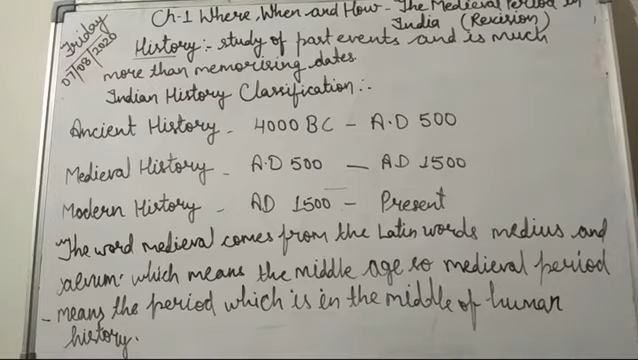 Friday
07/08/2020
Ch-1 Where, When and How - The Medieval Period in
India (Revision)
History:- study of past events and is much
more than memorising dates.
Indian History Classification:-
Ancient History - 4000 BC - A.D 500
Medieval History - A.D 500 - AD 1500
Modern History - AD 1500 - Present
"The word medieval comes from the Latin words medius and
which means the middle age so medieval period
- means the period which is in the middle of human
history.